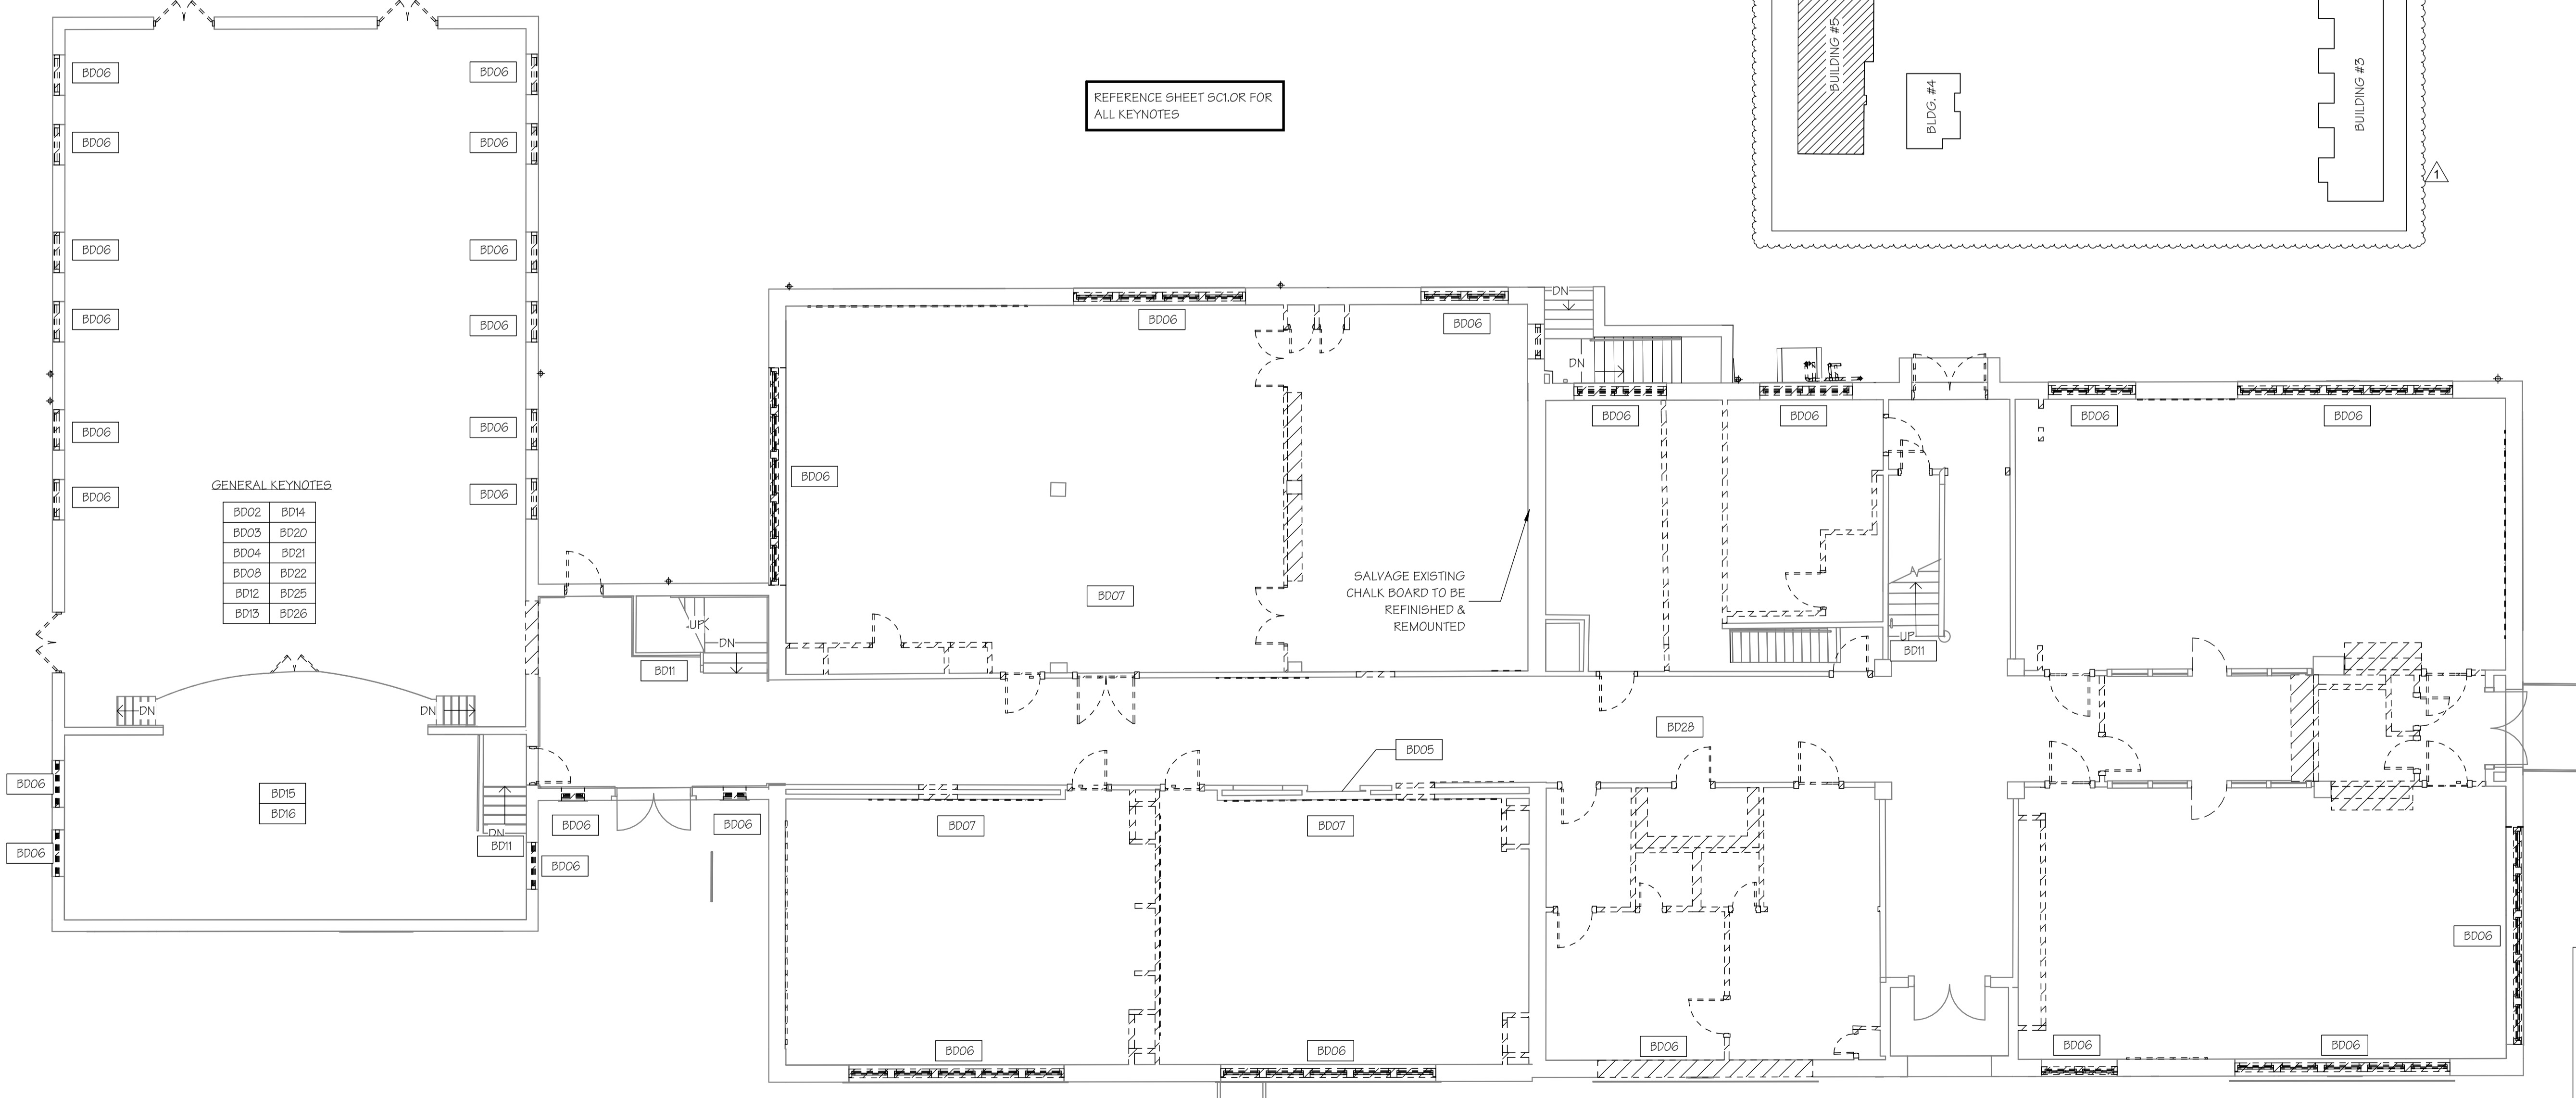 BUILDING #5
BLDG. #4
BUILDING #3
1
REFERENCE SHEET SC1.OR FOR
ALL KEYNOTES
BD06
BD06
BD06
BD06
BD06
BD06
BD06
BD06
BD06
BD06
BD06
BD06
GENERAL KEYNOTES
BD02 BD14
BD03 BD20
BD04 BD21
BD08 BD22
BD12 BD25
BD13 BD26
DN
DN
BD15
BD16
BD06
BD06
DN
BD11
BD06
BD06
BD06
UP
DN
BD11
BD06
BD06
BD06
BD07
SALVAGE EXISTING
CHALK BOARD TO BE
REFINISHED &
REMOUNTED
DN
DN
BD06
BD06
BD06
BD06
UP
BD11
BD28
BD05
BD07
BD07
BD06
BD06
BD06
BD06
BD06
BD06